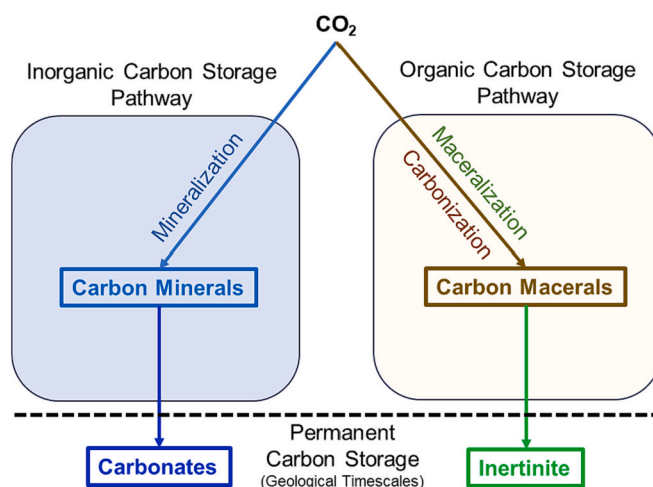 CO₂
Inorganic Carbon Storage
Pathway
Organic Carbon Storage
Pathway
Mineralization
Maceralization
Carbonization
Carbon Minerals
Carbon Macerals
Carbonates
Permanent
Carbon Storage
(Geological Timescales)
Inertinite